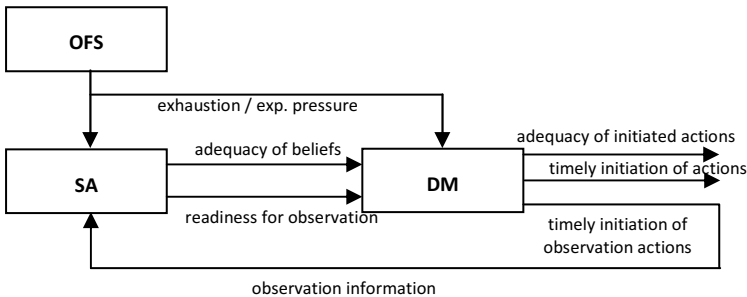 OFS
exhaustion / exp. pressure
adequacy of beliefs
SA
readiness for observation
DM
adequacy of initiated actions
timely initiation of actions
timely initiation of
observation actions
observation information